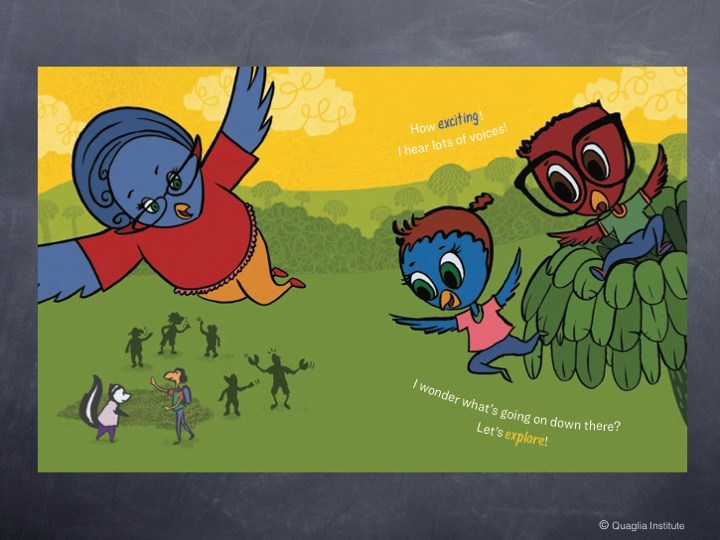 How exciting!
I hear lots of voices!
I wonder what's going on down there?
Let's explore!
© Quaglia Institute